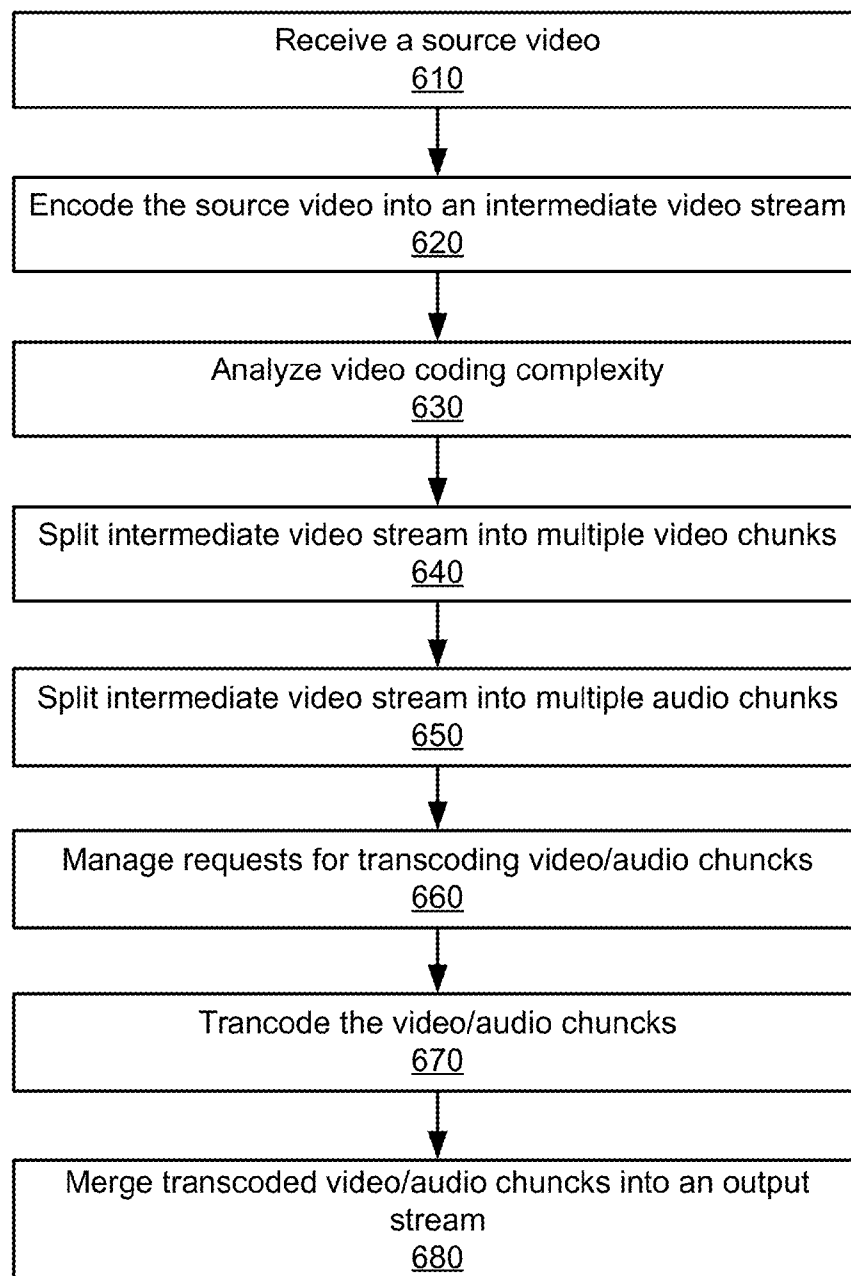 Receive a source video
610
Encode the source video into an intermediate video stream
620
Analyze video coding complexity
630
Split intermediate video stream into multiple video chunks
640
Split intermediate video stream into multiple audio chunks
650
Manage requests for transcoding video/audio chuncks
660
Trancode the video/audio chuncks
670
Merge transcoded video/audio chuncks into an output
stream
680